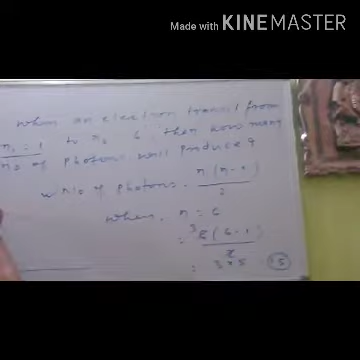 Made with KINEMASTER
When an electron transit from
n₁ = 1 to n₂ 6 then how many
no of photons will produce?
no of photons = n(n-1)/2
when, n = 6
= ³6(6-1)/2
= 3×5 = 15